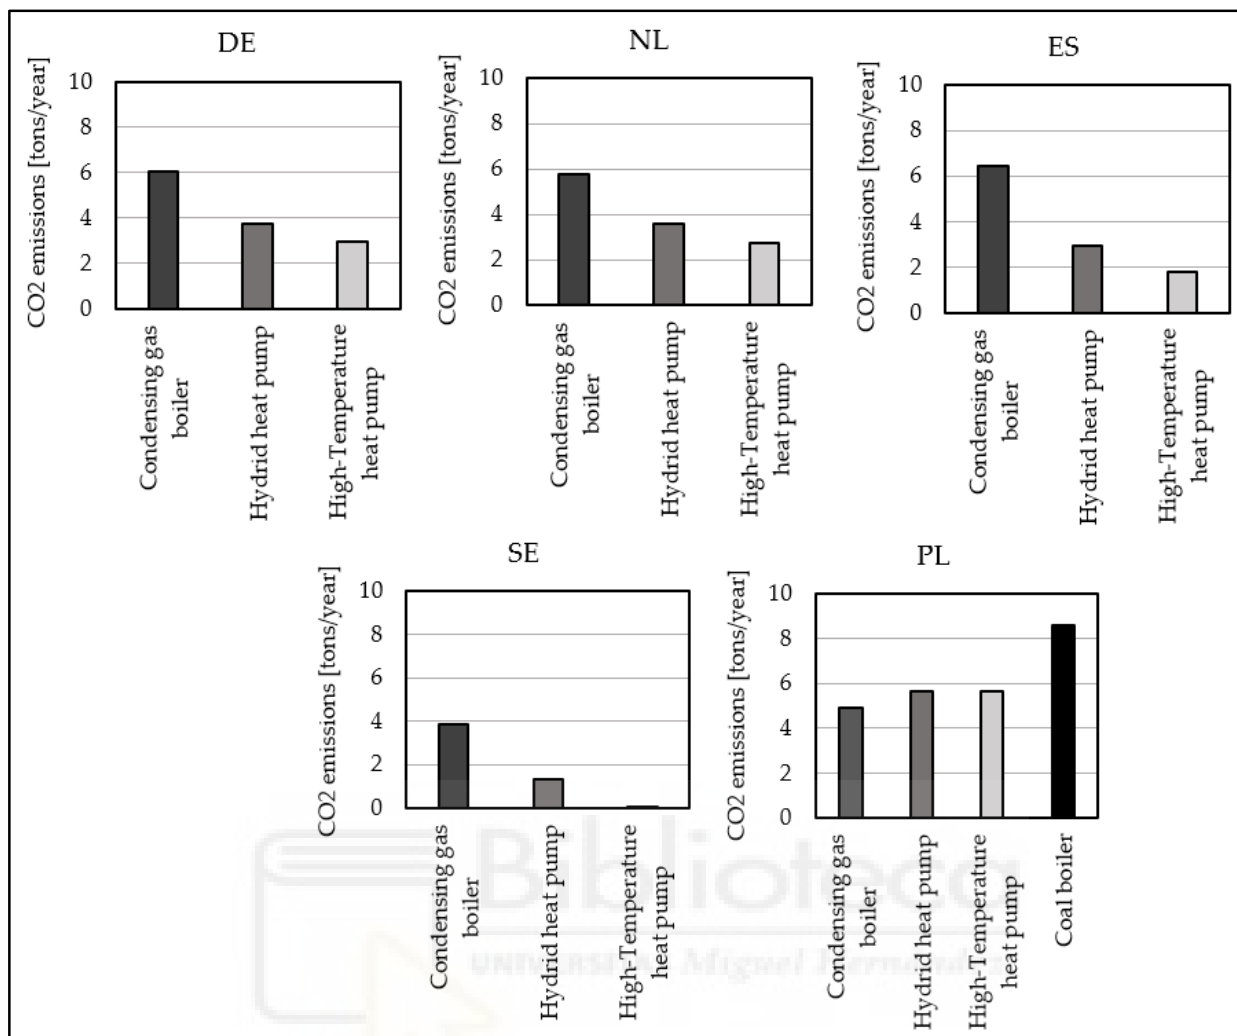 DE
CO2 emissions [tons/year]
10
8
6
4
2
0
Condensing gas
boiler
Hydrid heat pump
High-Temperature
heat pump
NL
CO2 emissions [tons/year]
10
8
6
4
2
0
Condensing gas
boiler
Hydrid heat pump
High-Temperature
heat pump
ES
CO2 emissions [tons/year]
10
8
6
4
2
0
Condensing gas
boiler
Hydrid heat pump
High-Temperature
heat pump
SE
CO2 emissions [tons/year]
10
8
6
4
2
0
Condensing gas
boiler
Hydrid heat pump
High-Temperature
heat pump
PL
CO2 emissions [tons/year]
10
8
6
4
2
0
Condensing gas
boiler
Hydrid heat pump
High-Temperature
heat pump
Coal boiler
Biblioteca
UNIVERSITAS Miguel Hernández